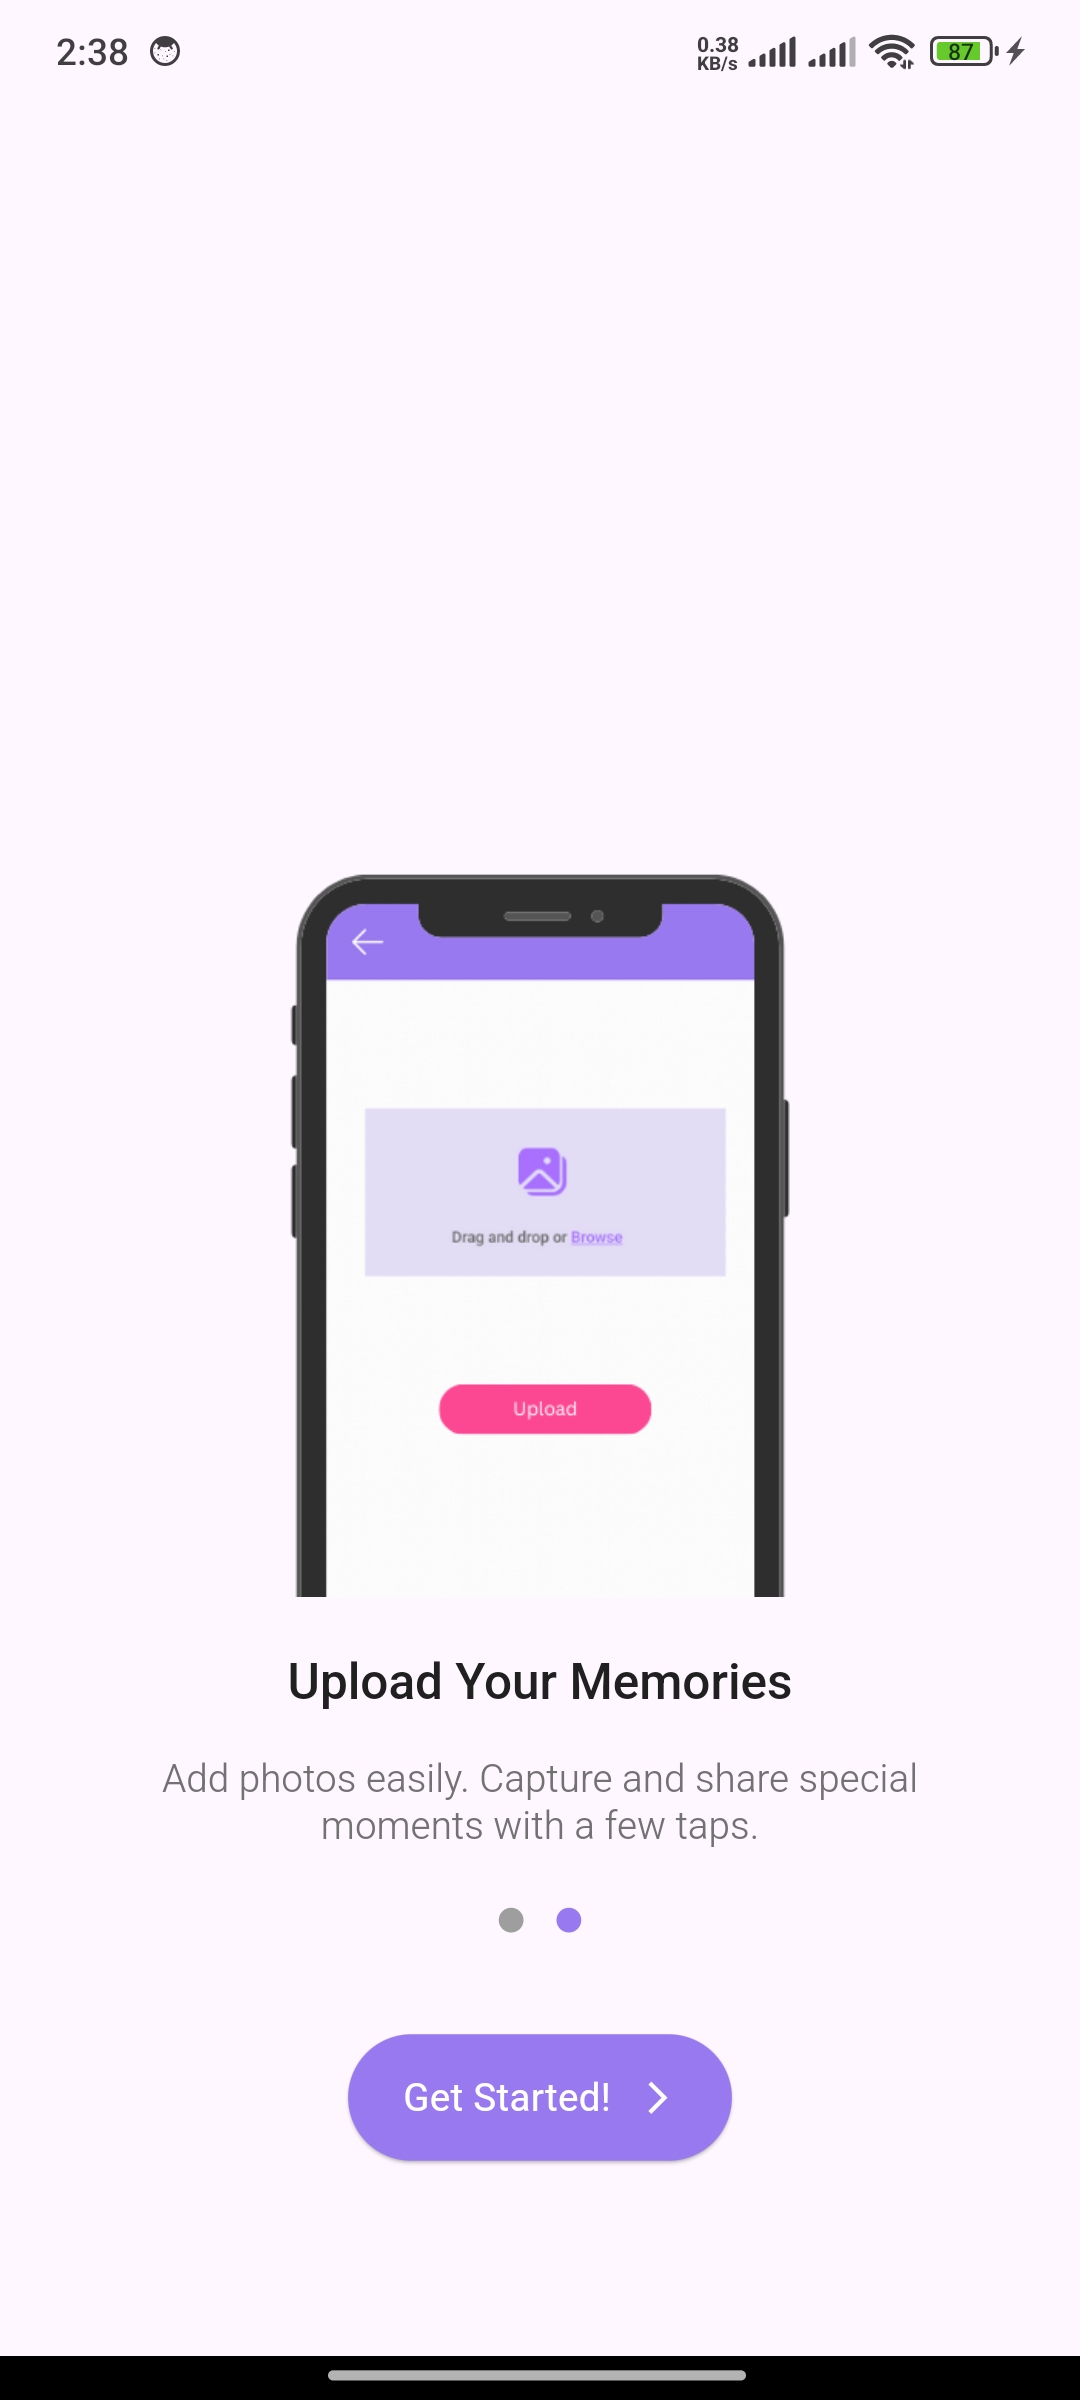 2:38
0.38
KB/s
87
Drag and drop or Browse
Upload
Upload Your Memories
Add photos easily. Capture and share special
moments with a few taps.
Get Started!